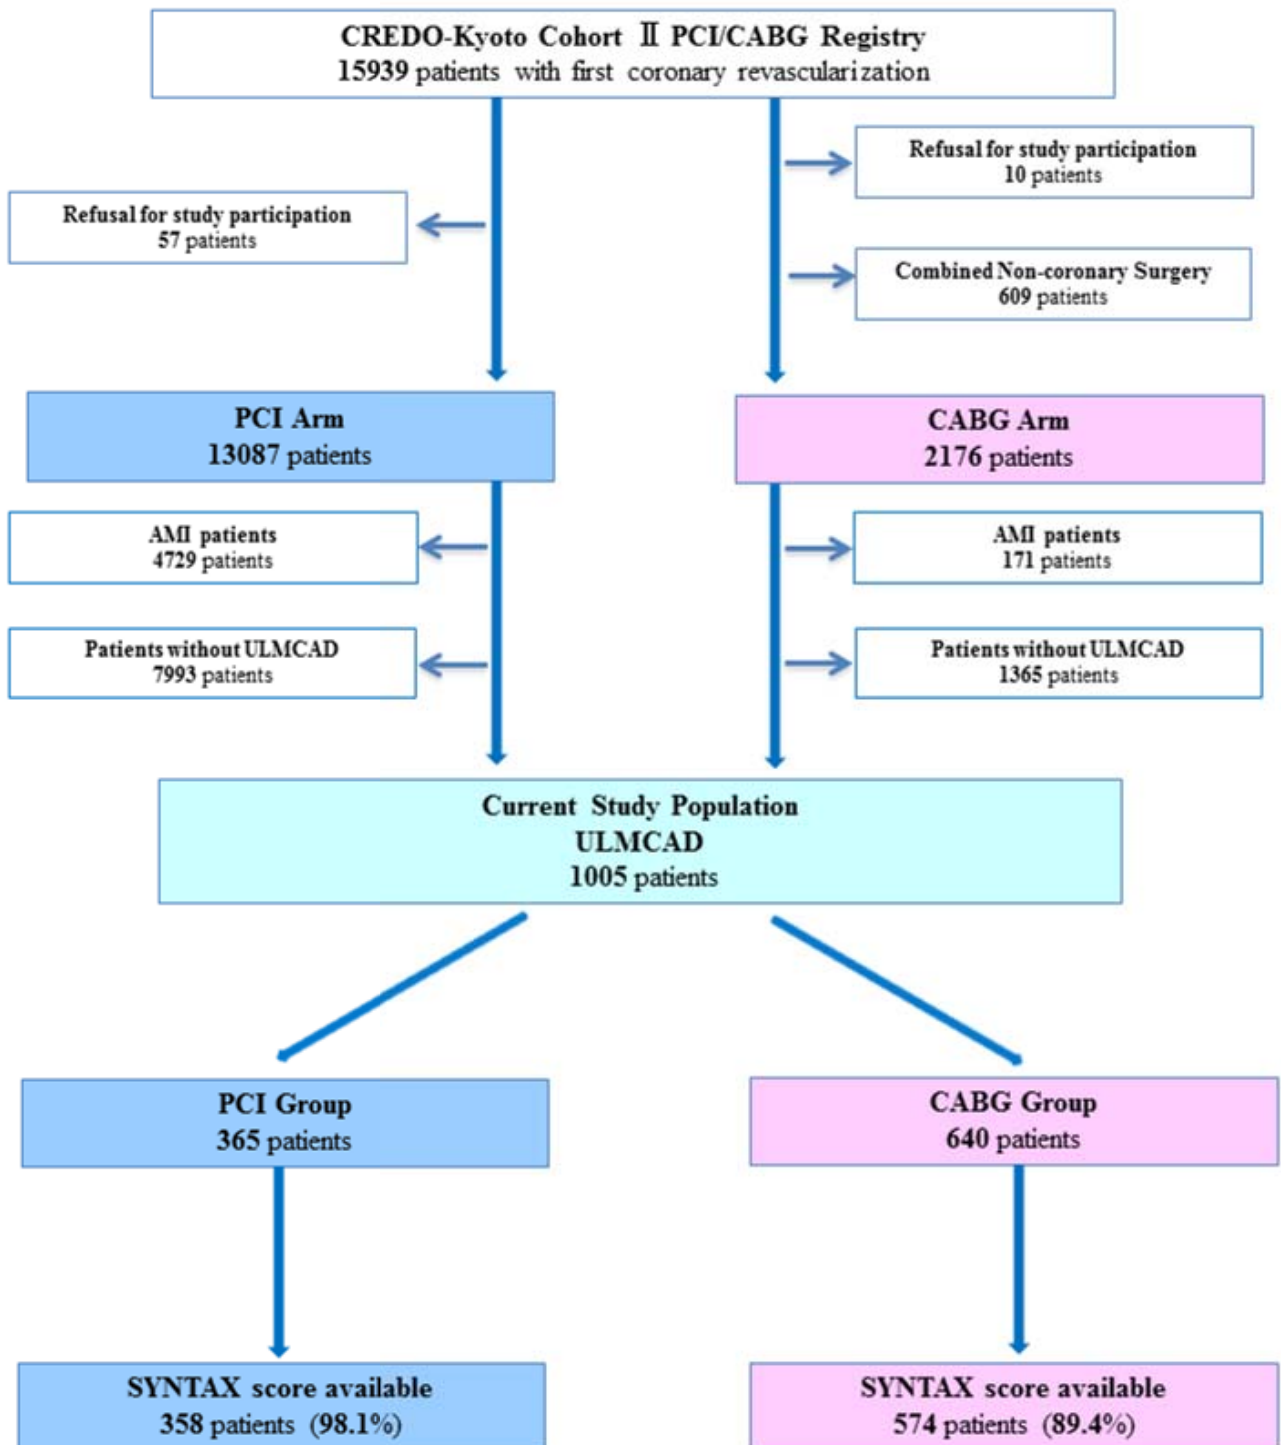 CREDO-Kyoto Cohort Ⅱ PCI/CABG Registry
15939 patients with first coronary revascularization
Refusal for study participation
10 patients
Refusal for study participation
57 patients
Combined Non-coronary Surgery
609 patients
PCI Arm
13087 patients
CABG Arm
2176 patients
AMI patients
4729 patients
AMI patients
171 patients
Patients without ULMCAD
7993 patients
Patients without ULMCAD
1365 patients
Current Study Population
ULMCAD
1005 patients
PCI Group
365 patients
CABG Group
640 patients
SYNTAX score available
358 patients (98.1%)
SYNTAX score available
574 patients (89.4%)